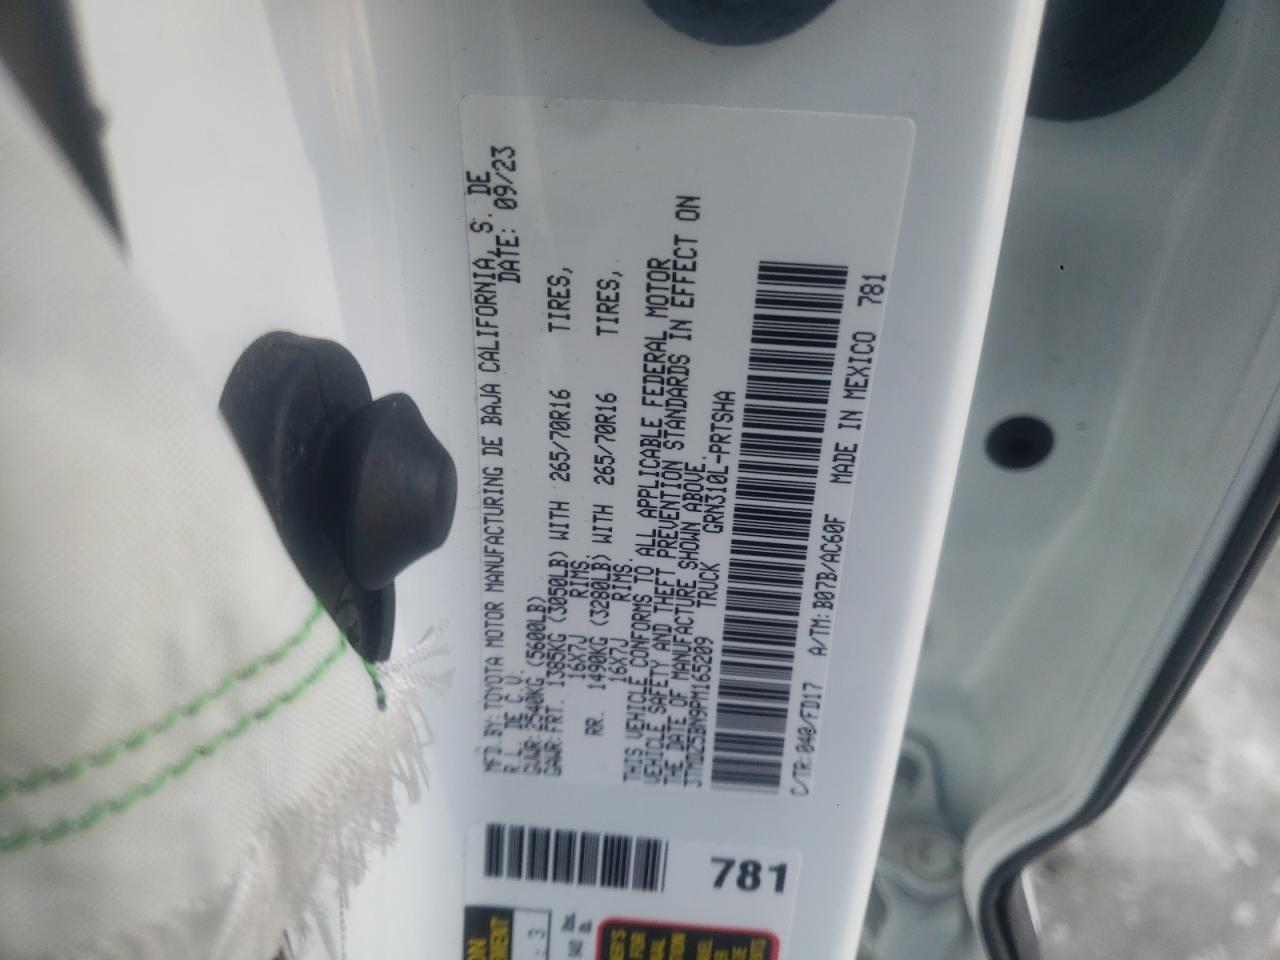 MFD.BY: TOYOTA MOTOR MANUFACTURING DE BAJA CALIFORNIA, S. DE
R.L. DE C.V. DATE: 09/23
GVWR: 2540KG (5600LB)
GAWR: FRT. 1385KG (3050LB) WITH 265/70R16 TIRES,
16X7J RIMS,
RR. 1490KG (3280LB) WITH 265/70R16 TIRES,
16X7J RIMS.
THIS VEHICLE CONFORMS TO ALL APPLICABLE FEDERAL MOTOR
VEHICLE SAFETY AND THEFT PREVENTION STANDARDS IN EFFECT ON
THE DATE OF MANUFACTURE SHOWN ABOVE.
3TMDZ5BN9PM165209 TRUCK GRN310L-PRTSHA
C/TR: 040/FD17 A/TM: B07B/AC60F MADE IN MEXICO 781
781